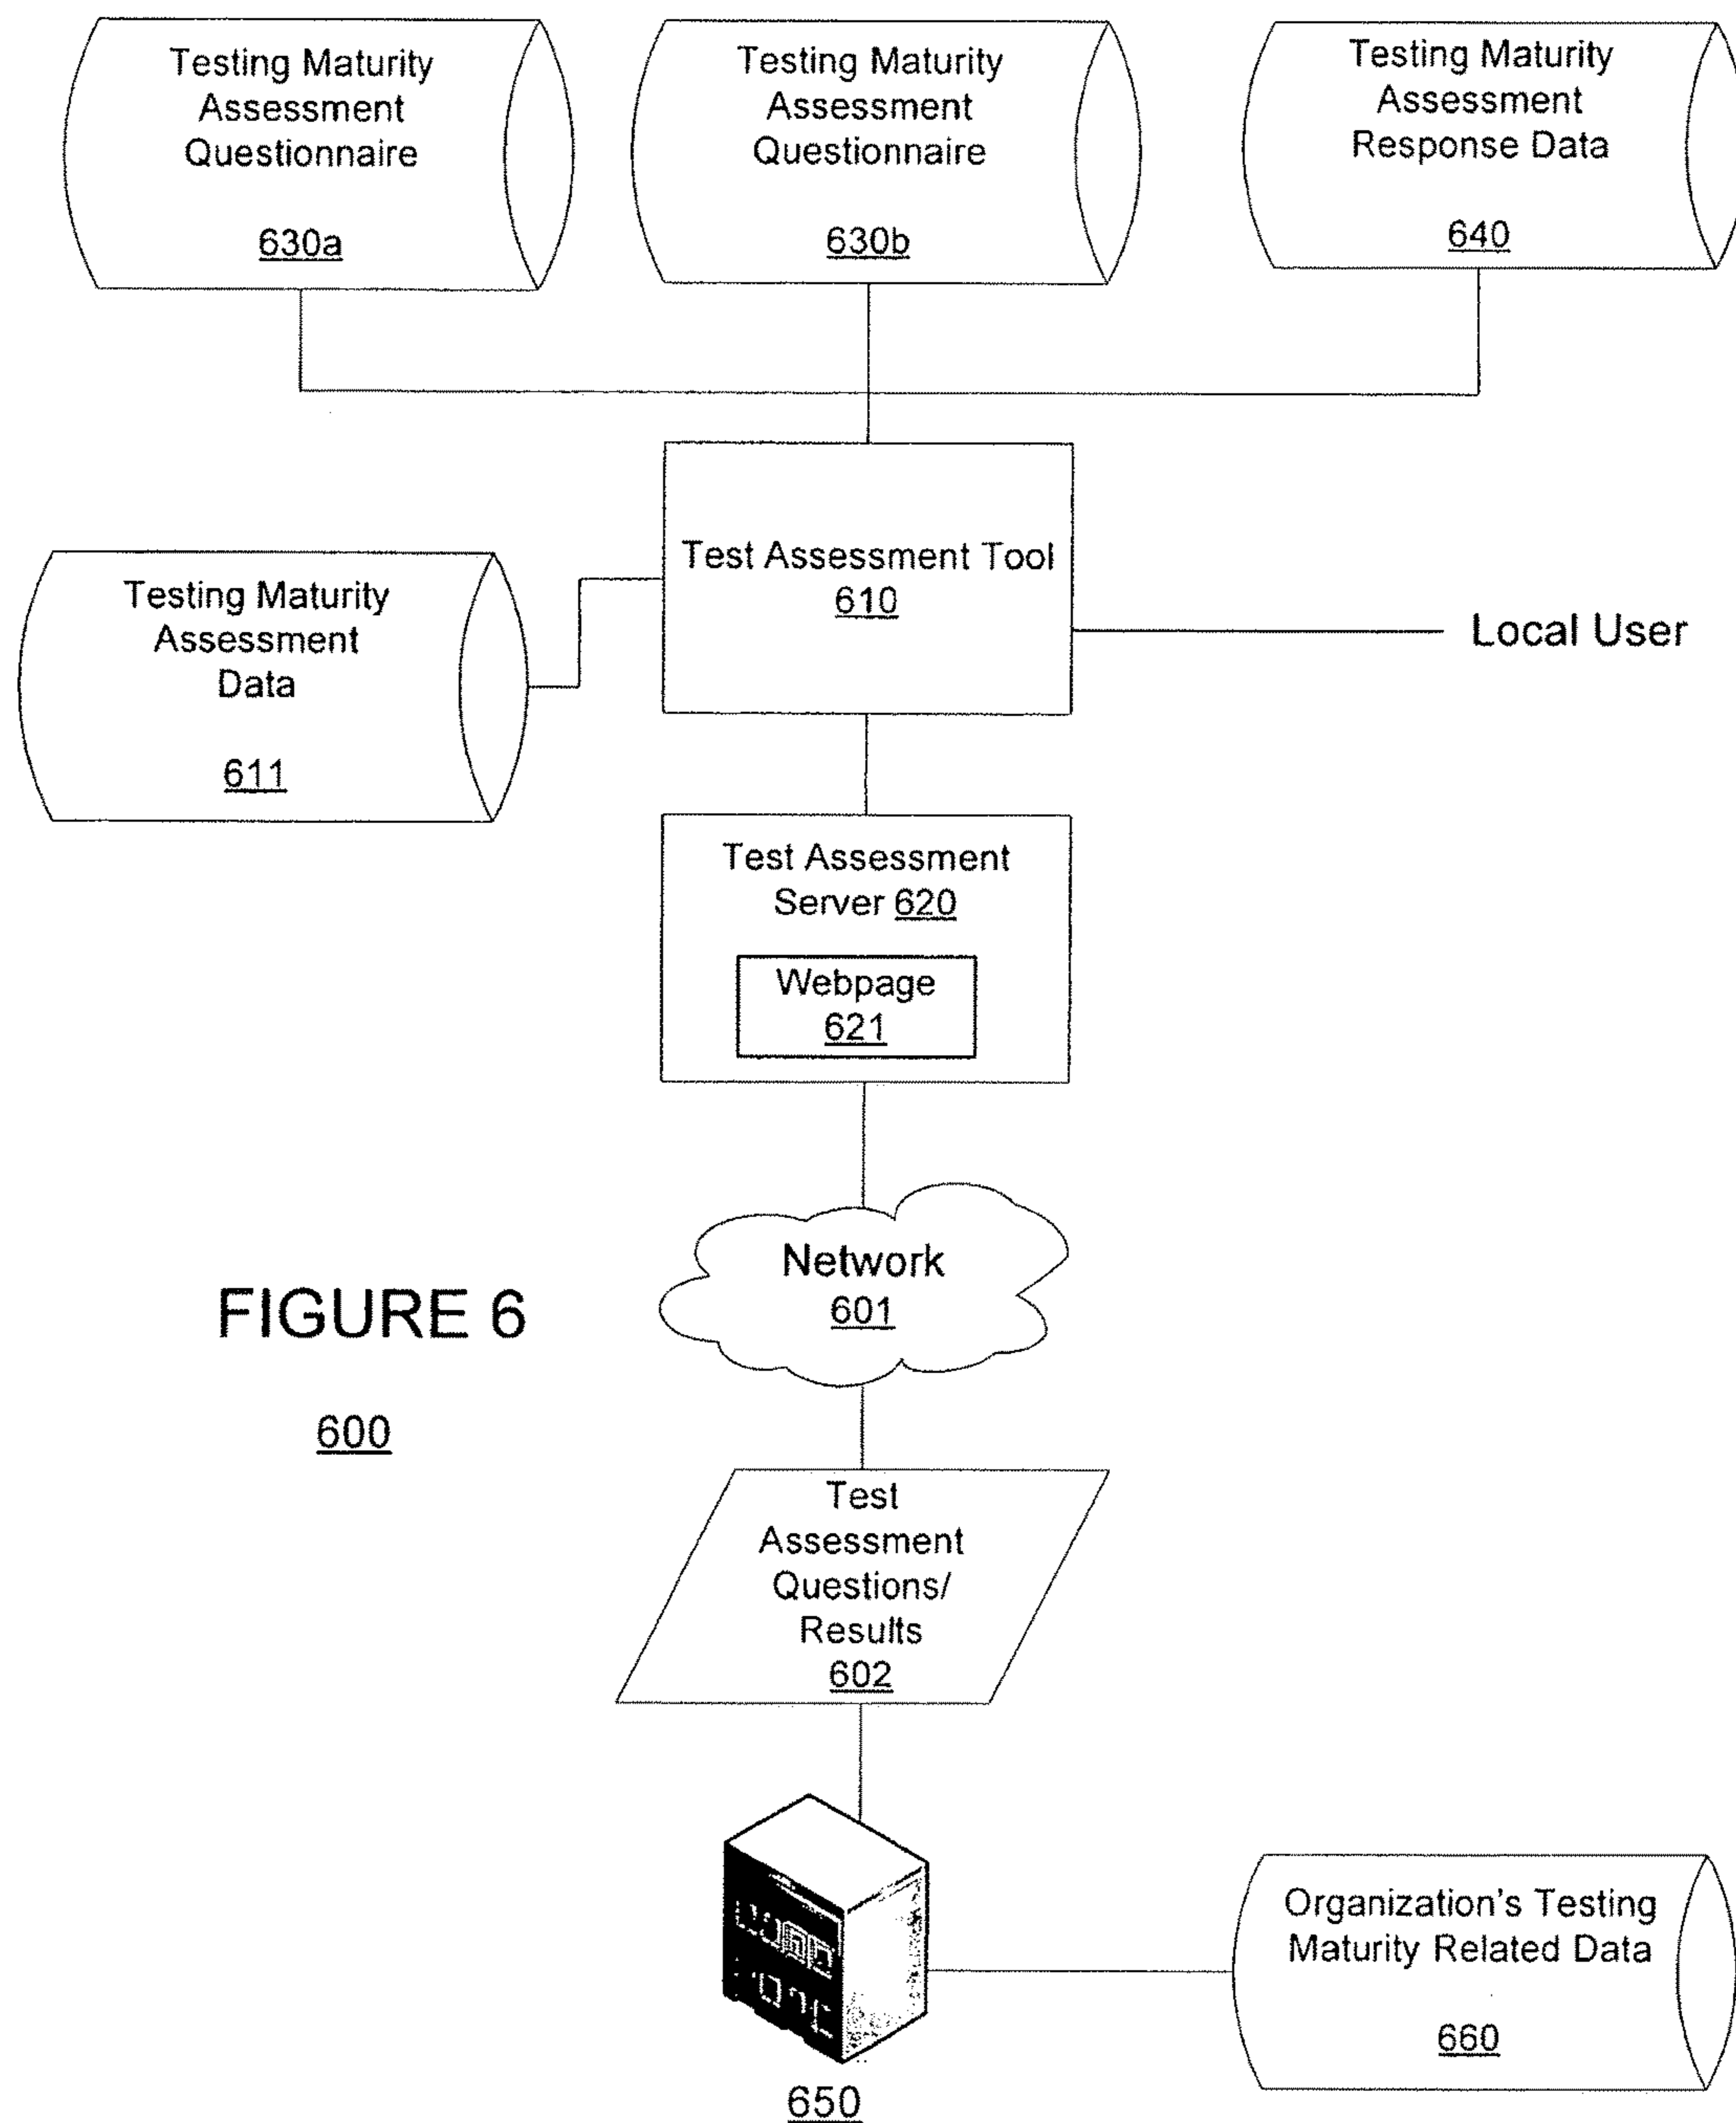 Testing Maturity
Assessment
Questionnaire
630a
Testing Maturity
Assessment
Questionnaire
630b
Testing Maturity
Assessment
Response Data
640
Test Assessment Tool
610
Local User
Testing Maturity
Assessment
Data
611
Test Assessment
Server 620
Webpage
621
Network
601
FIGURE 6
600
Test
Assessment
Questions/
Results
602
Organization's Testing
Maturity Related Data
660
650